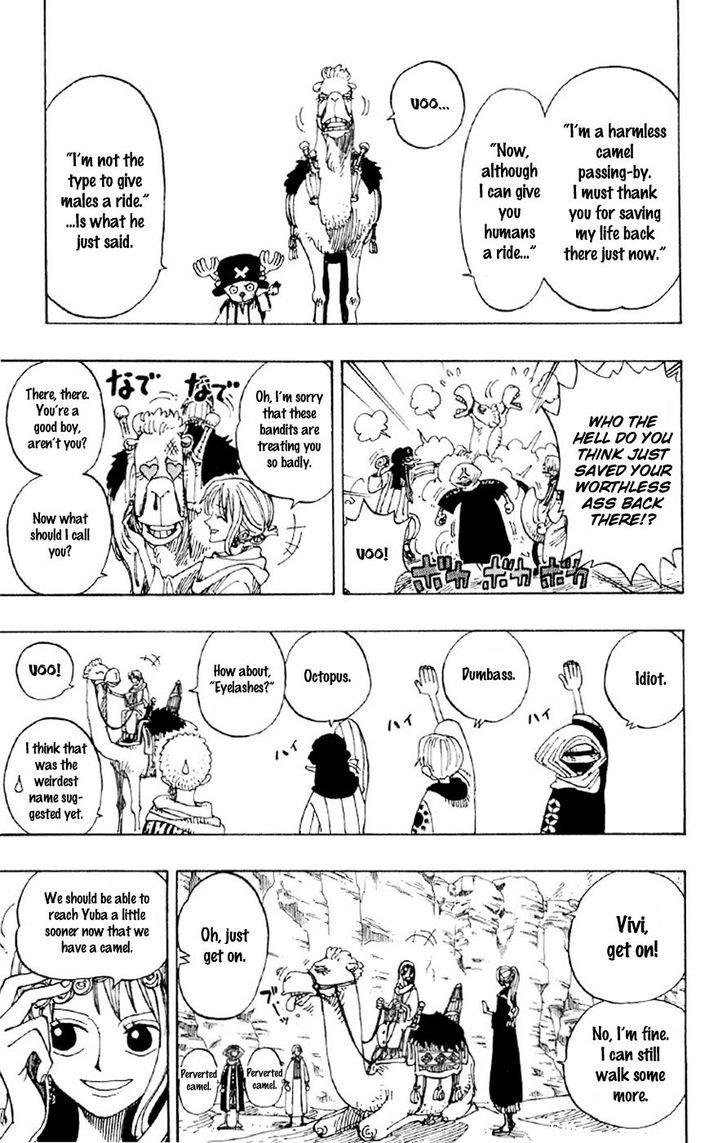 "I'm a harmless
camel
passing-by.
I must thank
you for saving
my life back
there just now."
"Now,
although
I can give
you
humans
a ride..."
UOO...
"I'm not the
type to give
males a ride."
...Is what he
just said.
WHO THE
HELL DO YOU
THINK JUST
SAVED YOUR
WORTHLESS
ASS BACK
THERE!?
UOO!
ボカ ボカ ボカ
なで なで
Oh, I'm sorry
that these
bandits are
treating you
so badly.
There, there.
You're a
good boy,
aren't you?
Now what
should I call
you?
Idiot.
ハイ
Dumbass.
ハイ
Octopus.
ハイ
How about,
"Eyelashes?"
UOO!
I think that
was the
weirdest
name sug-
gested yet.
Vivi,
get on!
No, I'm fine.
I can still
walk some
more.
Oh, just
get on.
Perverted
camel.
Perverted
camel.
We should be able to
reach Yuba a little
sooner now that we
have a camel.